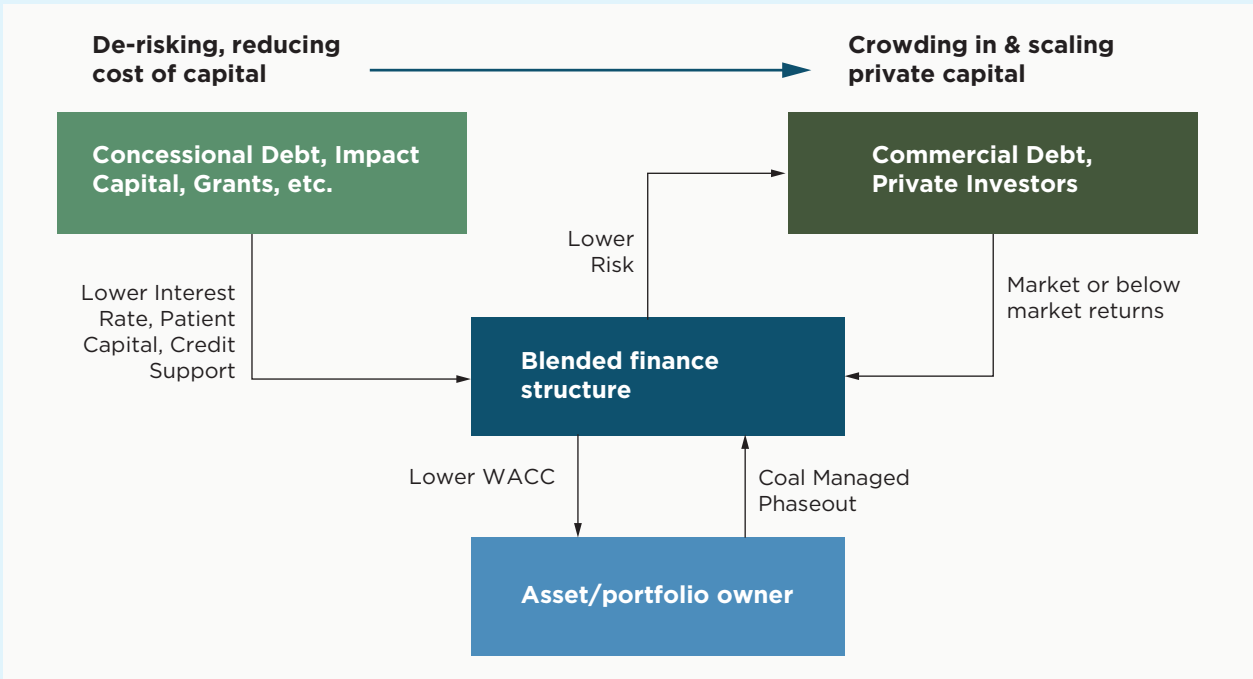 De-risking, reducing
cost of capital
Crowding in & scaling
private capital
Concessional Debt, Impact
Capital, Grants, etc.
Commercial Debt,
Private Investors
Lower
Risk
Lower Interest
Rate, Patient
Capital, Credit
Support
Market or below
market returns
Blended finance
structure
Lower WACC
Coal Managed
Phaseout
Asset/portfolio owner